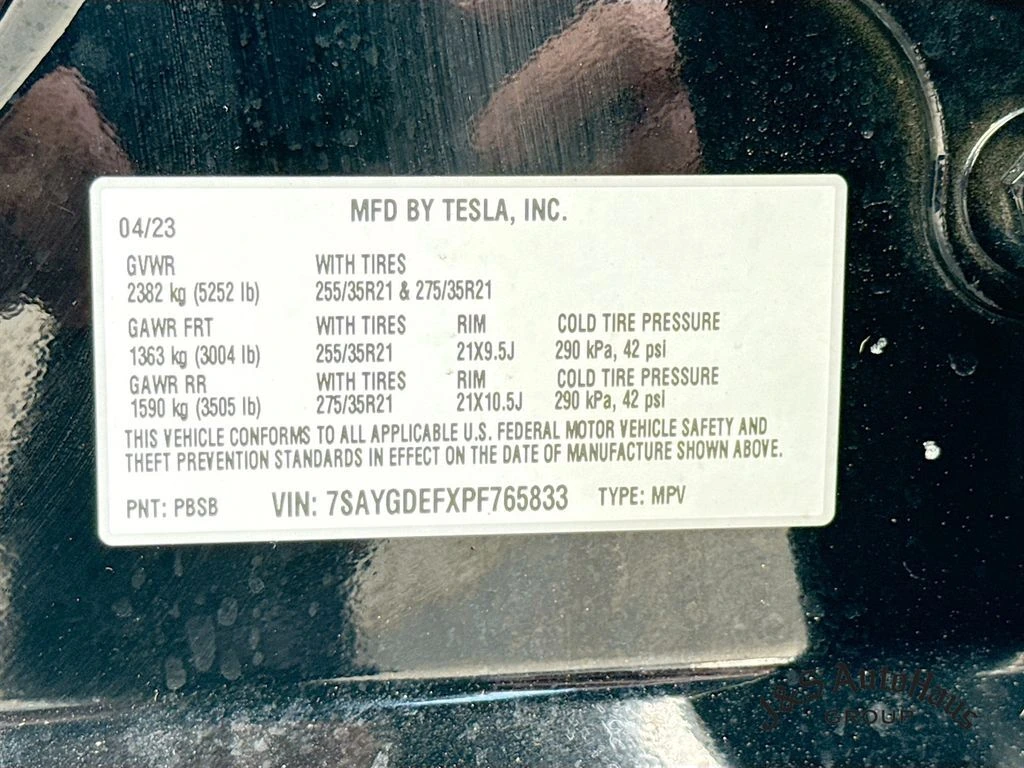 MFD BY TESLA, INC.
04/23
GVWR WITH TIRES
2382 kg (5252 lb) 255/35R21 & 275/35R21
GAWR FRT WITH TIRES RIM COLD TIRE PRESSURE
1363 kg (3004 lb) 255/35R21 21X9.5J 290 kPa, 42 psi
GAWR RR WITH TIRES RIM COLD TIRE PRESSURE
1590 kg (3505 lb) 275/35R21 21X10.5J 290 kPa, 42 psi
THIS VEHICLE CONFORMS TO ALL APPLICABLE U.S. FEDERAL MOTOR VEHICLE SAFETY AND
THEFT PREVENTION STANDARDS IN EFFECT ON THE DATE OF MANUFACTURE SHOWN ABOVE.
PNT: PBSB VIN: 7SAYGDEFXPF765833 TYPE: MPV
J&S AutoHaus
GROUP